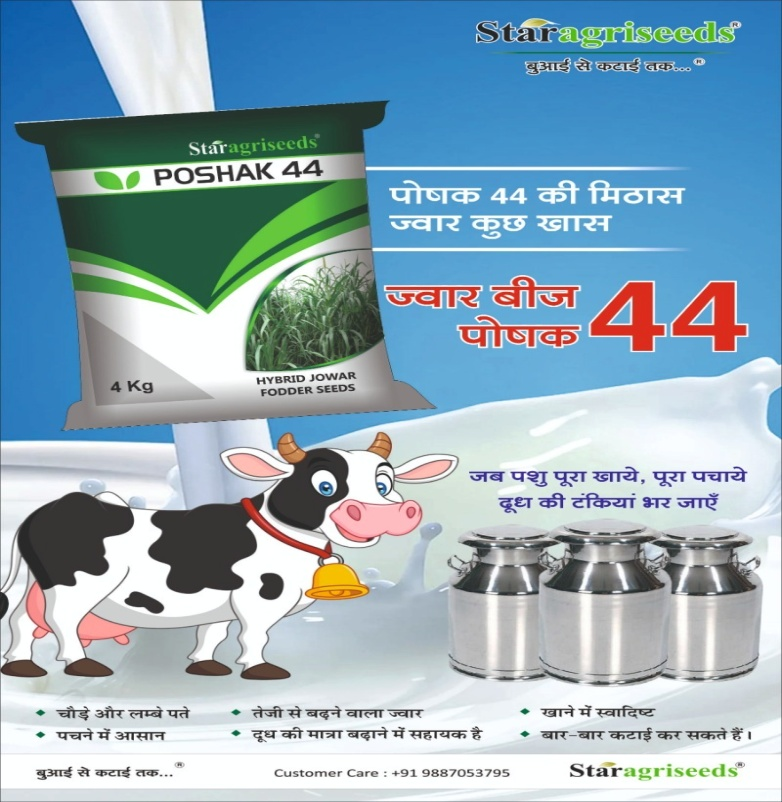 Staragriseeds®
बुआई से कटाई तक...®
Staragriseeds®
POSHAK 44
4 Kg
HYBRID JOWAR
FODDER SEEDS
पोषक 44 की मिठास
ज्वार कुछ खास
ज्वार बीज
पोषक 44
जब पशु पूरा खाये, पूरा पचाये
दूध की टंकियां भर जाएँ
चौड़े और लम्बे पते
तेजी से बढ़ने वाला ज्वार
खाने में स्वादिष्ट
पचने में आसान
दूध की मात्रा बढ़ाने में सहायक है
बार-बार कटाई कर सकते हैं।
बुआई से कटाई तक...®
Customer Care : +91 9887053795
Staragriseeds®